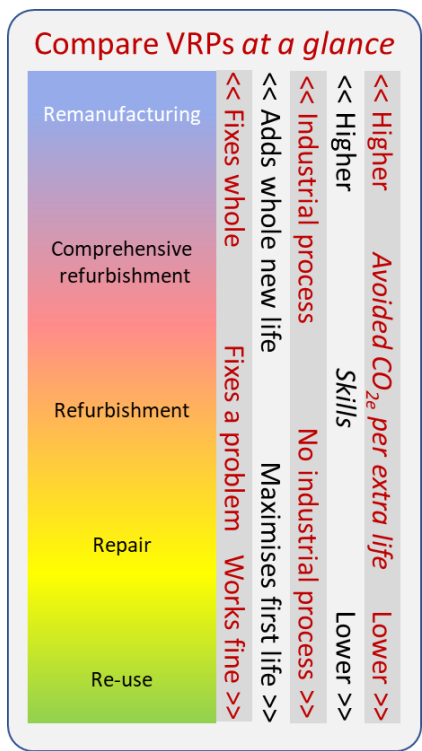 Compare VRPs at a glance
Remanufacturing
Comprehensive
refurbishment
Refurbishment
Repair
Re-use
<< Fixes whole Fixes a problem Works fine >>
<< Adds whole new life Maximises first life >>
<< Industrial process No industrial process >>
<< Higher Skills Lower >>
<< Higher Avoided CO2e per extra life Lower >>